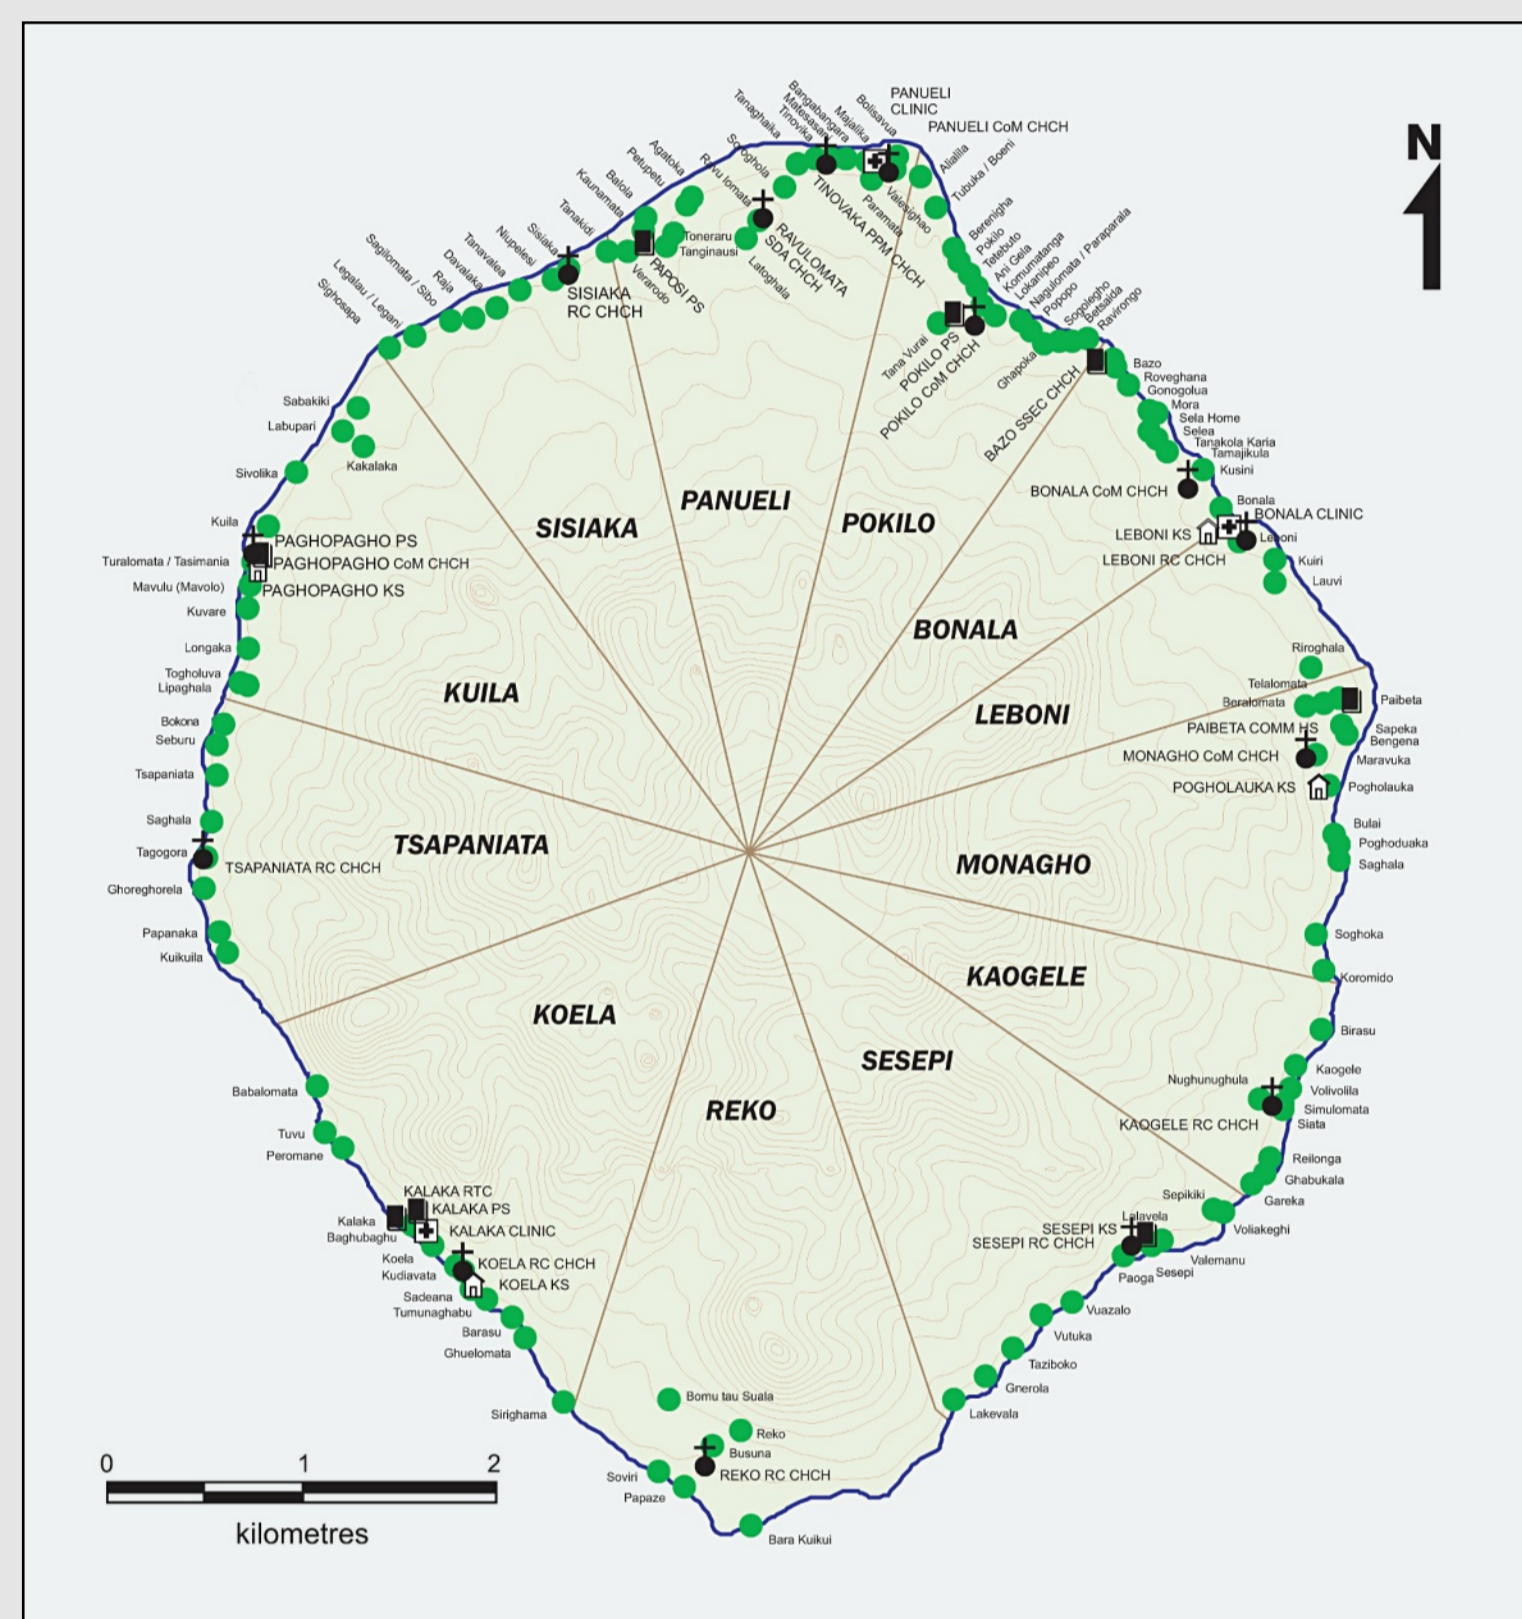 N
PANUELI
CLINIC
PANUELI CoM CHCH
Bolisavua
Majalika
Bangabangara
Matesasan
Tinovika
Tanaghaika
Soroghola
Ravu lomata
Agatoka
Petupetu
Balola
Kaunamata
Tanakidi
Sisiaka
Niupelesi
Tanavalea
Davalaka
Raja
Sagilomata / Sibo
Legalau / Legani
Sighosapa
Alialila
Tubuka / Boeni
Valesighao
Paramata
TINOVAKA PPM CHCH
RAVULOMATA
SDA CHCH
Toneraru
Tanginausi
Latoghala
PAPOSI PS
Verarodo
SISIAKA
RC CHCH
Berenigha
Pokilo
Tetebuto
Ani Gela
Komumatanga
Lokanipeo
Nagulomata / Paraparala
Popopo
Sogolegho
Betsaida
Ravirongo
Tana Vurai
POKILO PS
POKILO CoM CHCH
Ghapoka
BAZO SSEC CHCH
Bazo
Roveghana
Gonogolua
Mora
Sela Home
Selea
Tanakola Karia
Tamajikula
Kusini
BONALA CoM CHCH
Bonala
BONALA CLINIC
LEBONI KS
Leboni
LEBONI RC CHCH
Kuiri
Lauvi
Sabakiki
Labupari
Kakalaka
Sivolika
Kuila
PAGHOPAGHO PS
Turalomata / Tasimania
PAGHOPAGHO CoM CHCH
Mavulu (Mavolo)
PAGHOPAGHO KS
Kuvare
Longaka
Togholuva
Lipaghala
PANUELI
SISIAKA
POKILO
BONALA
KUILA
LEBONI
TSAPANIATA
MONAGHO
KAOGELE
KOELA
SESEPI
REKO
Riroghala
Telalomata
Beralomata
Paibeta
PAIBETA COMM HS
Sapeka
Bengena
MONAGHO CoM CHCH
Maravuka
POGHOLAUKA KS
Pogholauka
Bulai
Poghoduaka
Saghala
Soghoka
Koromido
Bokona
Seburu
Tsapaniata
Saghala
Tagogora
TSAPANIATA RC CHCH
Ghoreghorela
Papanaka
Kuikuila
Birasu
Kaogele
Nughunughula
Volivolila
Simulomata
KAOGELE RC CHCH
Siata
Reilonga
Ghabukala
Gareka
Sepikiki
Voliakeghi
Lalavela
SESEPI KS
SESEPI RC CHCH
Valemanu
Sesepi
Paoga
Vuazalo
Vutuka
Taziboko
Gnerola
Lakevala
Babalomata
Tuvu
Peromane
KALAKA RTC
KALAKA PS
Kalaka
KALAKA CLINIC
Baghubaghu
Koela
KOELA RC CHCH
Kudiavata
KOELA KS
Sadeana
Tumunaghabu
Barasu
Ghuelomata
Sirighama
Bomu tau Suala
Reko
Busuna
REKO RC CHCH
Soviri
Papaze
Bara Kuikui
0 1 2
kilometres